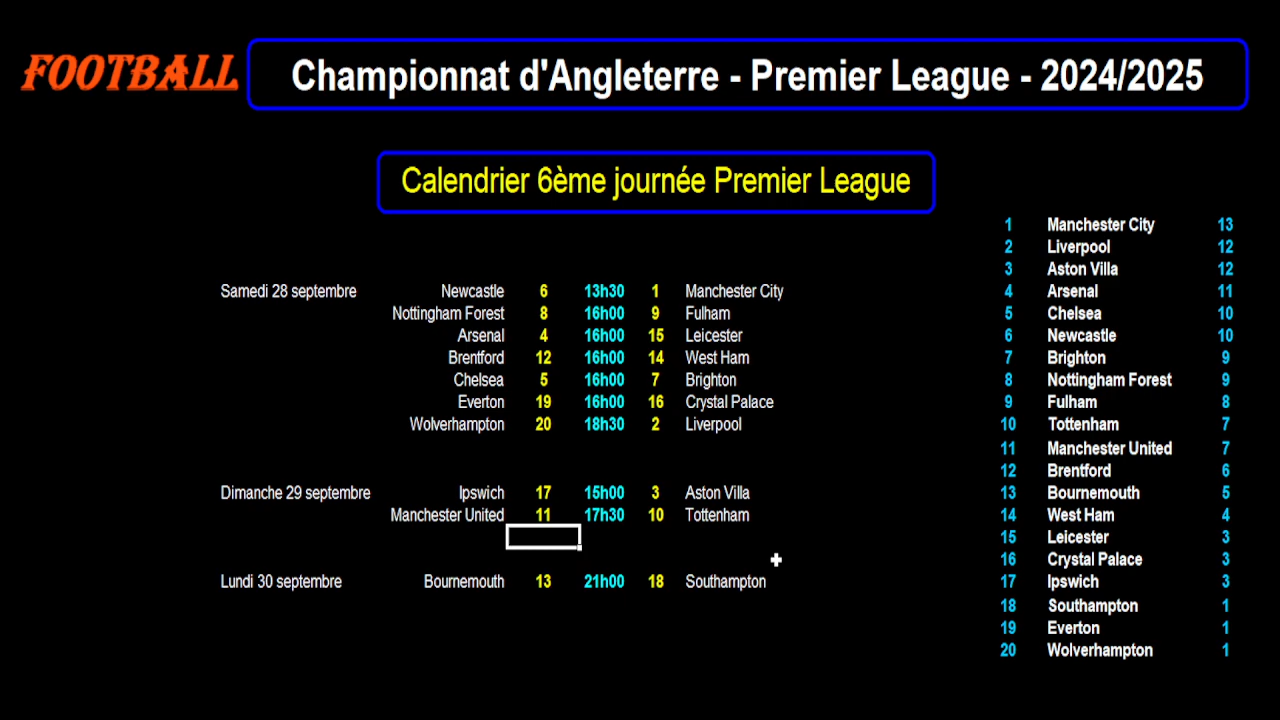 FOOTBALL
Championnat d'Angleterre - Premier League - 2024/2025
Calendrier 6ème journée Premier League
Samedi 28 septembre Newcastle 6 13h30 1 Manchester City
Nottingham Forest 8 16h00 9 Fulham
Arsenal 4 16h00 15 Leicester
Brentford 12 16h00 14 West Ham
Chelsea 5 16h00 7 Brighton
Everton 19 16h00 16 Crystal Palace
Wolverhampton 20 18h30 2 Liverpool
Dimanche 29 septembre Ipswich 17 15h00 3 Aston Villa
Manchester United 11 17h30 10 Tottenham
Lundi 30 septembre Bournemouth 13 21h00 18 Southampton
1 Manchester City 13
2 Liverpool 12
3 Aston Villa 12
4 Arsenal 11
5 Chelsea 10
6 Newcastle 10
7 Brighton 9
8 Nottingham Forest 9
9 Fulham 8
10 Tottenham 7
11 Manchester United 7
12 Brentford 6
13 Bournemouth 5
14 West Ham 4
15 Leicester 3
16 Crystal Palace 3
17 Ipswich 3
18 Southampton 1
19 Everton 1
20 Wolverhampton 1